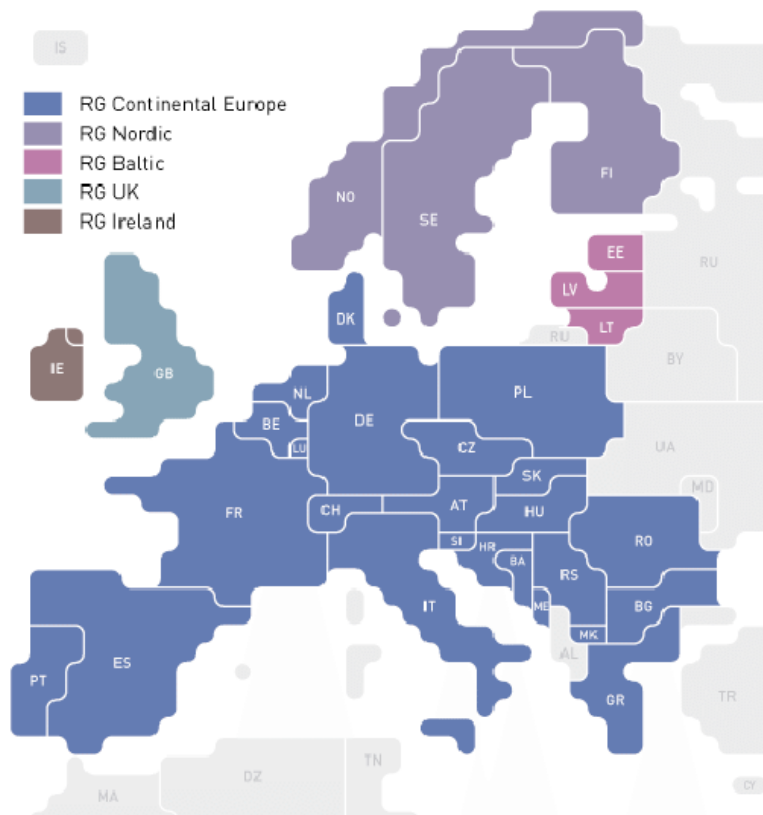 IS
RG Continental Europe
RG Nordic
RG Baltic
RG UK
RG Ireland
NO
SE
FI
EE
RU
LV
LT
DK
RU
BY
IE
GB
NL
PL
BE
DE
LU
CZ
UA
SK
MD
FR
CH
AT
HU
SI
HR
RO
BA
RS
IT
ME
BG
MK
AL
ES
PT
GR
TR
TN
DZ
MA
CY